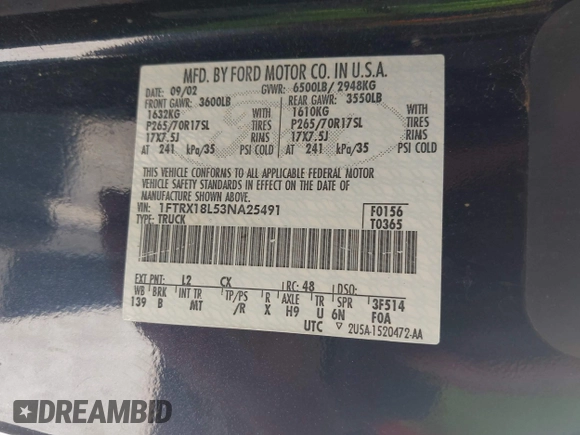 MFD. BY FORD MOTOR CO. IN U.S.A.
DATE: 09/02 GVWR: 6500LB/ 2948KG
FRONT GAWR: 3600LB REAR GAWR: 3550LB
1632KG WITH 1610KG WITH
P265/70R17SL TIRES P265/70R17SL TIRES
17X7.5J RIMS 17X7.5J RIMS
AT 241 kPa/35 PSI COLD AT 241 kPa/35 PSI COLD
THIS VEHICLE CONFORMS TO ALL APPLICABLE FEDERAL MOTOR
VEHICLE SAFETY STANDARDS IN EFFECT ON THE DATE OF
MANUFACTURE SHOWN ABOVE.
VIN: 1FTRX18L53NA25491 F0156
TYPE: TRUCK T0365
EXT PNT: L2 CX RC: 48 DSO:
WB BRK INT TR TP/PS R AXLE TR SPR 3F514
139 B MT /R X H9 U 6N F0A
UTC 2U5A-1520472-AA
DREAMBID